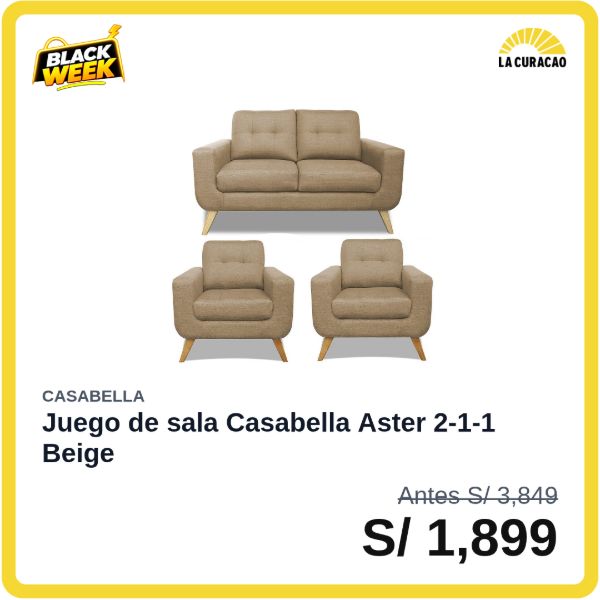 BLACK
WEEK
LA CURACAO
CASABELLA
Juego de sala Casabella Aster 2-1-1
Beige
Antes S/ 3,849
S/ 1,899